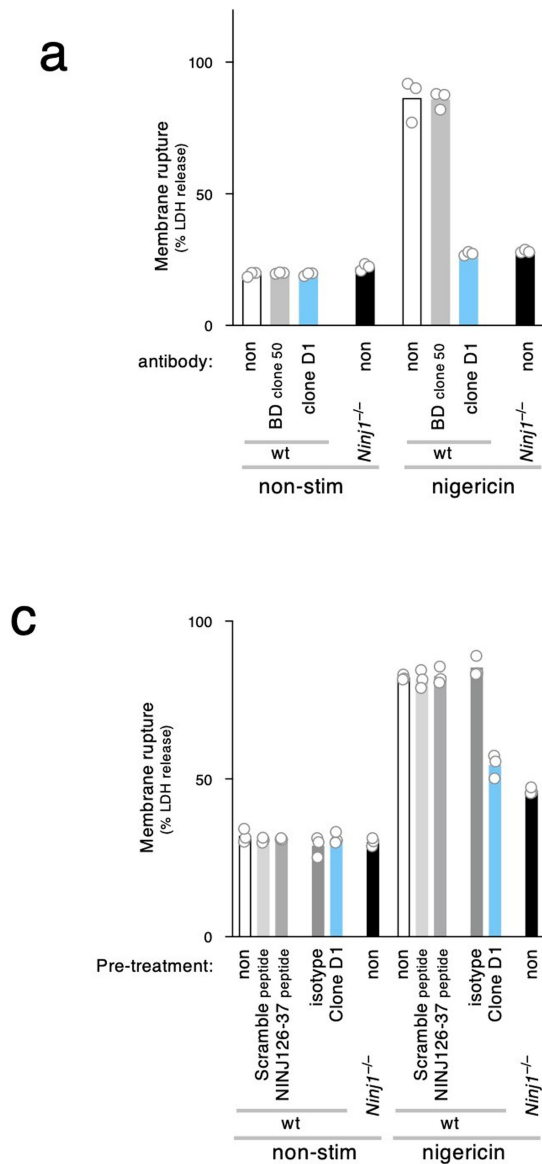 a
Membrane rupture
(% LDH release)
100
50
0
antibody:
non
BD clone 50
clone D1
non
non
BD clone 50
clone D1
non
wt
Ninj1–/–
wt
Ninj1–/–
non-stim
nigericin
c
Membrane rupture
(% LDH release)
100
50
0
Pre-treatment:
non
Scramble peptide
NINJ126-37 peptide
isotype
Clone D1
non
non
Scramble peptide
NINJ126-37 peptide
isotype
Clone D1
non
wt
Ninj1–/–
wt
Ninj1–/–
non-stim
nigericin